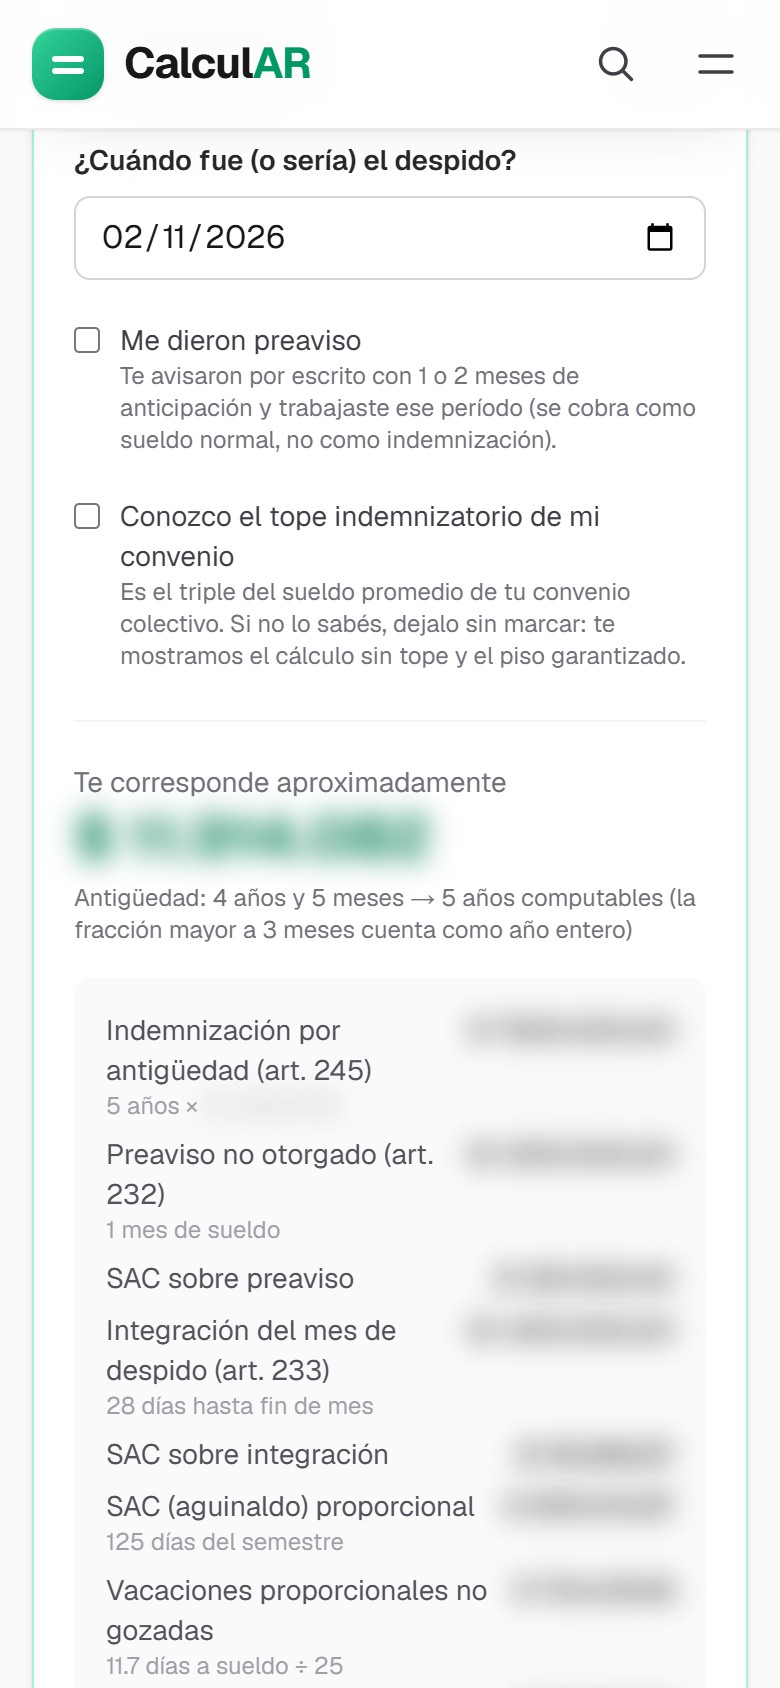 CalculAR
¿Cuándo fue (o sería) el despido?
02/11/2026
Me dieron preaviso
Te avisaron por escrito con 1 o 2 meses de
anticipación y trabajaste ese período (se cobra como
sueldo normal, no como indemnización).
Conozco el tope indemnizatorio de mi
convenio
Es el triple del sueldo promedio de tu convenio
colectivo. Si no lo sabés, dejalo sin marcar: te
mostramos el cálculo sin tope y el piso garantizado.
Te corresponde aproximadamente
Antigüedad: 4 años y 5 meses → 5 años computables (la
fracción mayor a 3 meses cuenta como año entero)
Indemnización por
antigüedad (art. 245)
5 años ×
Preaviso no otorgado (art.
232)
1 mes de sueldo
SAC sobre preaviso
Integración del mes de
despido (art. 233)
28 días hasta fin de mes
SAC sobre integración
SAC (aguinaldo) proporcional
125 días del semestre
Vacaciones proporcionales no
gozadas
11.7 días a sueldo ÷ 25